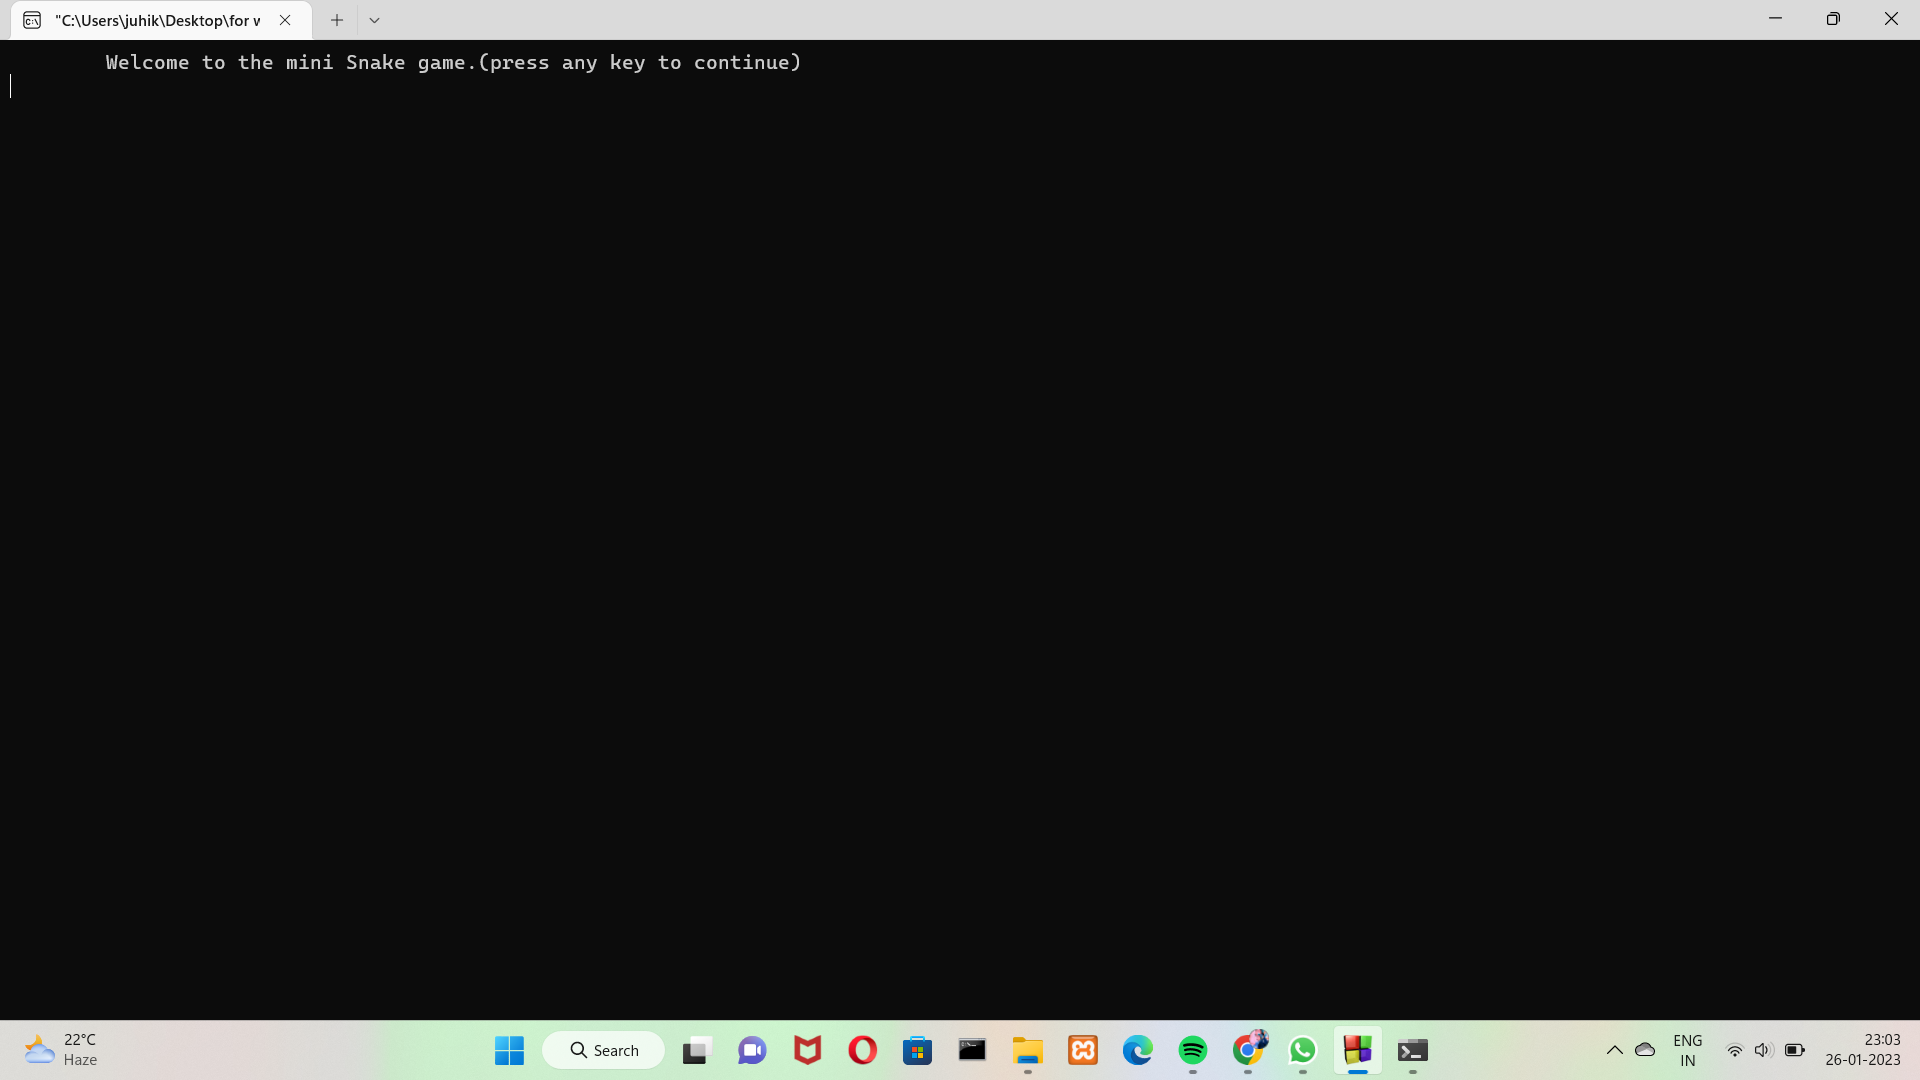 "C:\Users\juhik\Desktop\for w
Welcome to the mini Snake game.(press any key to continue)
22°C
Haze
Search
ENG
IN
23:03
26-01-2023